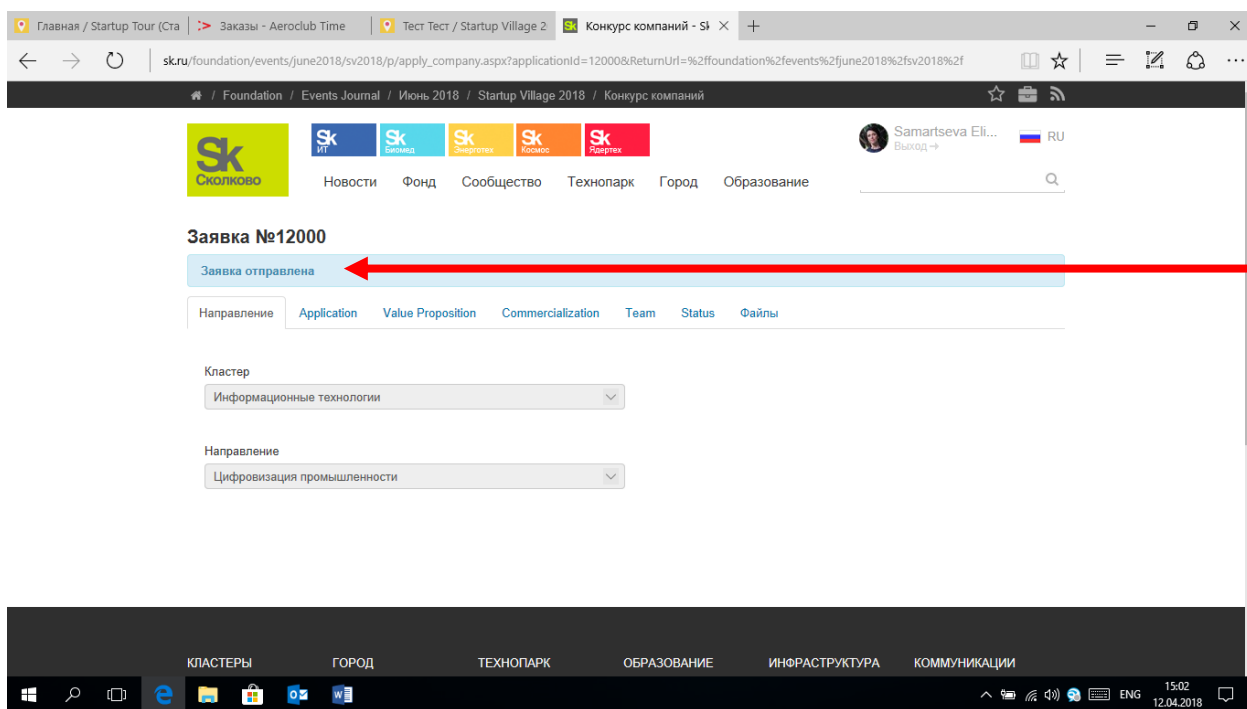 Главная / Startup Tour (Ста
Заказы - Aeroclub Time
Тест Тест / Startup Village 2
Конкурс компаний - Sk
sk.ru/foundation/events/june2018/sv2018/p/apply_company.aspx?applicationId=12000&ReturnUrl=%2ffoundation%2fevents%2fjune2018%2fsv2018%2f
/ Foundation / Events Journal / Июнь 2018 / Startup Village 2018 / Конкурс компаний
Sk
Сколково
Sk ИТ
Sk Биомед
Sk Энерготех
Sk Космос
Sk Ядертех
Samartseva Eli...
Выход→
RU
Новости Фонд Сообщество Технопарк Город Образование
Заявка №12000
Заявка отправлена
Направление Application Value Proposition Commercialization Team Status Файлы
Кластер
Информационные технологии
Направление
Цифровизация промышленности
КЛАСТЕРЫ ГОРОД ТЕХНОПАРК ОБРАЗОВАНИЕ ИНФРАСТРУКТУРА КОММУНИКАЦИИ
ENG
15:02
12.04.2018